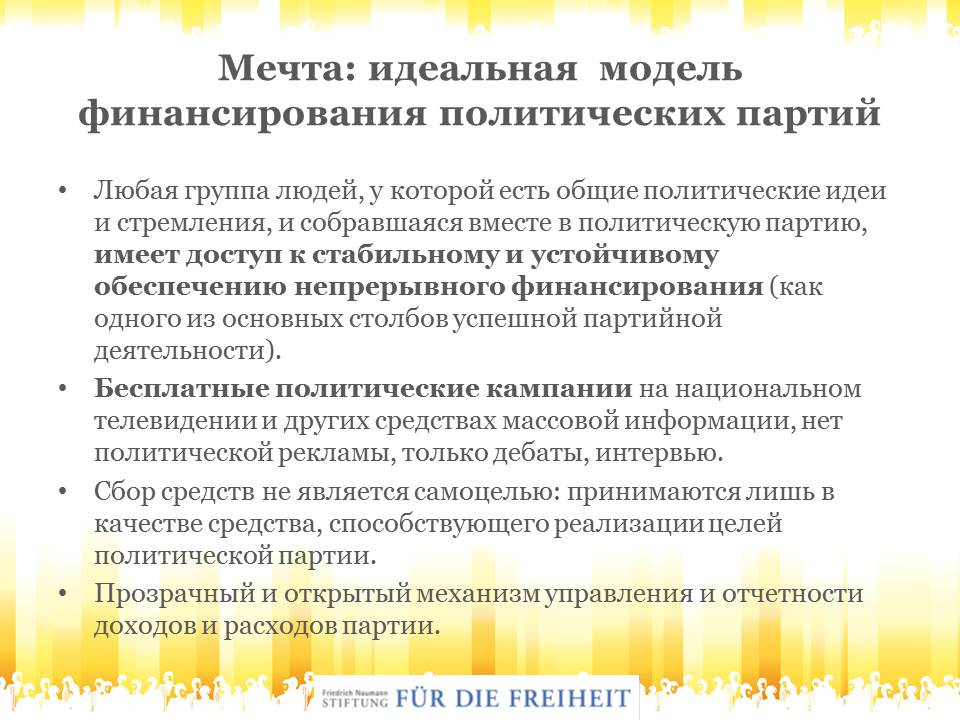 Мечта: идеальная модель
финансирования политических партий
• Любая группа людей, у которой есть общие политические идеи
и стремления, и собравшаяся вместе в политическую партию,
имеет доступ к стабильному и устойчивому
обеспечению непрерывного финансирования (как
одного из основных столбов успешной партийной
деятельности).
• Бесплатные политические кампании на национальном
телевидении и других средствах массовой информации, нет
политической рекламы, только дебаты, интервью.
• Сбор средств не является самоцелью: принимаются лишь в
качестве средства, способствующего реализации целей
политической партии.
• Прозрачный и открытый механизм управления и отчетности
доходов и расходов партии.
Friedrich Naumann
STIFTUNG FÜR DIE FREIHEIT